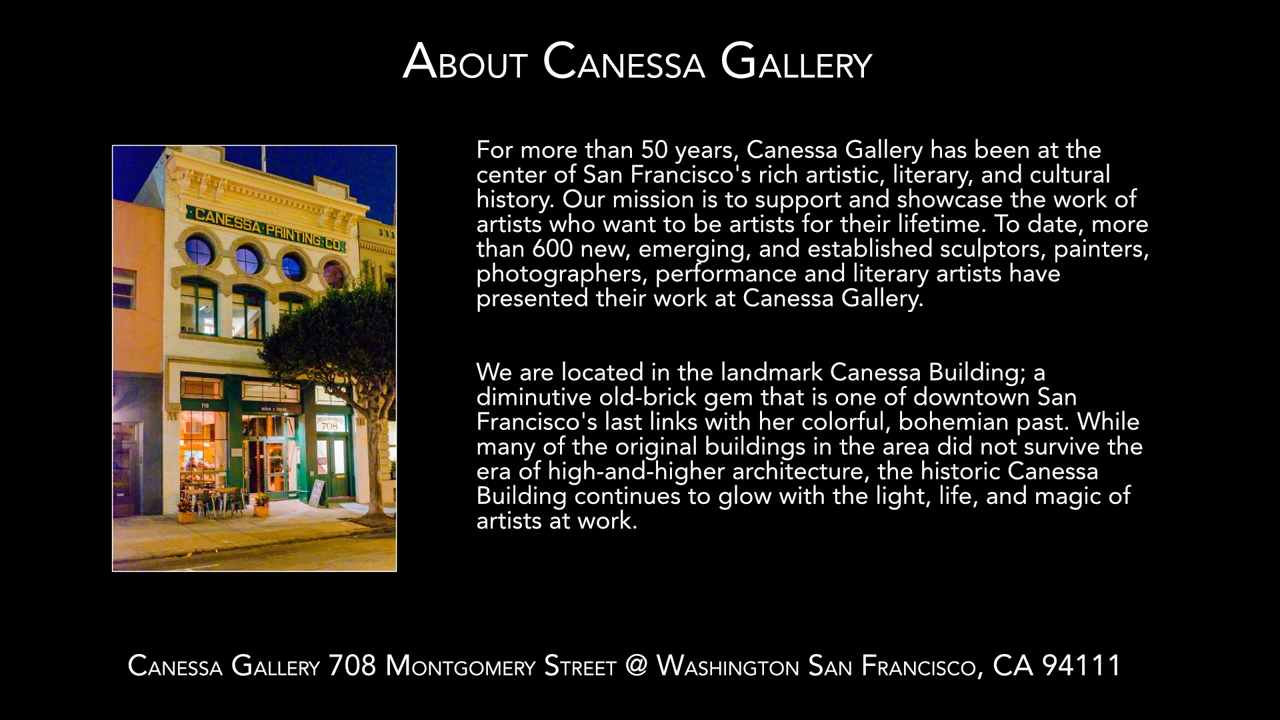 About Canessa Gallery
For more than 50 years, Canessa Gallery has been at the
center of San Francisco's rich artistic, literary, and cultural
history. Our mission is to support and showcase the work of
artists who want to be artists for their lifetime. To date, more
than 600 new, emerging, and established sculptors, painters,
photographers, performance and literary artists have
presented their work at Canessa Gallery.
We are located in the landmark Canessa Building; a
diminutive old-brick gem that is one of downtown San
Francisco's last links with her colorful, bohemian past. While
many of the original buildings in the area did not survive the
era of high-and-higher architecture, the historic Canessa
Building continues to glow with the light, life, and magic of
artists at work.
CANESSA·PRINTING·CO.
710
708
Canessa Gallery 708 Montgomery Street @ Washington San Francisco, CA 94111